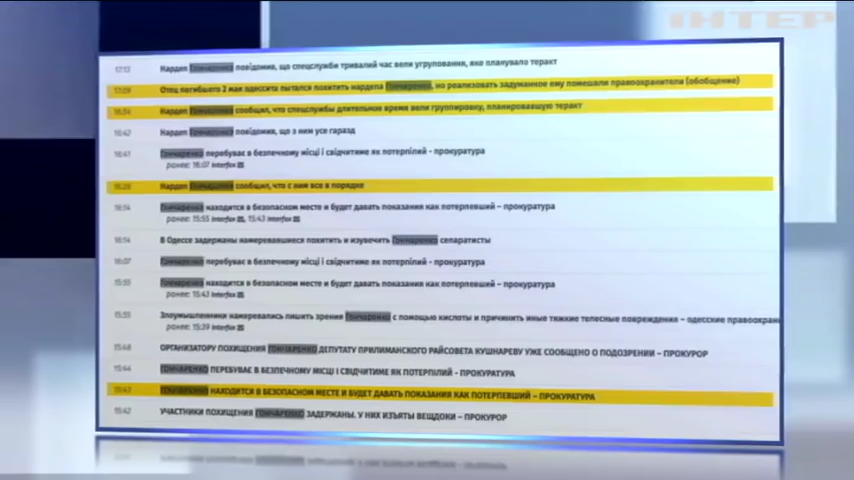 ІНТЕР
17:13 Нардеп Гончаренко повідомив, що спецслужби тривалий час вели угруповання, яке планувало теракт
17:09 Отец погибшего 2 мая одессита пытался похитить нардепа Гончаренко, но реализовать задуманное ему помешали правоохранители (обобщение)
16:54 Нардеп Гончаренко сообщил, что спецслужбы длительное время вели группировку, планировавшую теракт
16:42 Нардеп Гончаренко повідомив, що з ним усе гаразд
16:41 Гончаренко перебуває в безпечному місці і свідчитиме як потерпілий - прокуратура
ранее: 16:07 Interfax
16:28 Нардеп Гончаренко сообщил, что с ним все в порядке
16:14 Гончаренко находится в безопасном месте и будет давать показания как потерпевший – прокуратура
ранее: 15:55 Interfax, 15:43 Interfax
16:14 В Одессе задержаны намеревавшиеся похитить и изувечить Гончаренко сепаратисты
16:07 Гончаренко перебуває в безпечному місці і свідчитиме як потерпілий - прокуратура
15:55 Гончаренко находится в безопасном месте и будет давать показания как потерпевший – прокуратура
ранее: 15:43 Interfax
15:55 Злоумышленники намеревались лишить зрения Гончаренко с помощью кислоты и причинить иные тяжкие телесные повреждения – одесские правоохран
ранее: 15:39 Interfax
15:48 ОРГАНИЗАТОРУ ПОХИЩЕНИЯ ГОНЧАРЕНКО ДЕПУТАТУ ПРИЛИМАНСКОГО РАЙСОВЕТА КУШНАРЕВУ УЖЕ СООБЩЕНО О ПОДОЗРЕНИИ – ПРОКУРОР
15:44 ГОНЧАРЕНКО ПЕРЕБУВАЄ В БЕЗПЕЧНОМУ МІСЦІ І СВІДЧИТИМЕ ЯК ПОТЕРПІЛИЙ - ПРОКУРАТУРА
15:43 ГОНЧАРЕНКО НАХОДИТСЯ В БЕЗОПАСНОМ МЕСТЕ И БУДЕТ ДАВАТЬ ПОКАЗАНИЯ КАК ПОТЕРПЕВШИЙ – ПРОКУРАТУРА
15:42 УЧАСТНИКИ ПОХИЩЕНИЯ ГОНЧАРЕНКО ЗАДЕРЖАНЫ. У НИХ ИЗЪЯТЫ ВЕЩДОКИ – ПРОКУРОР